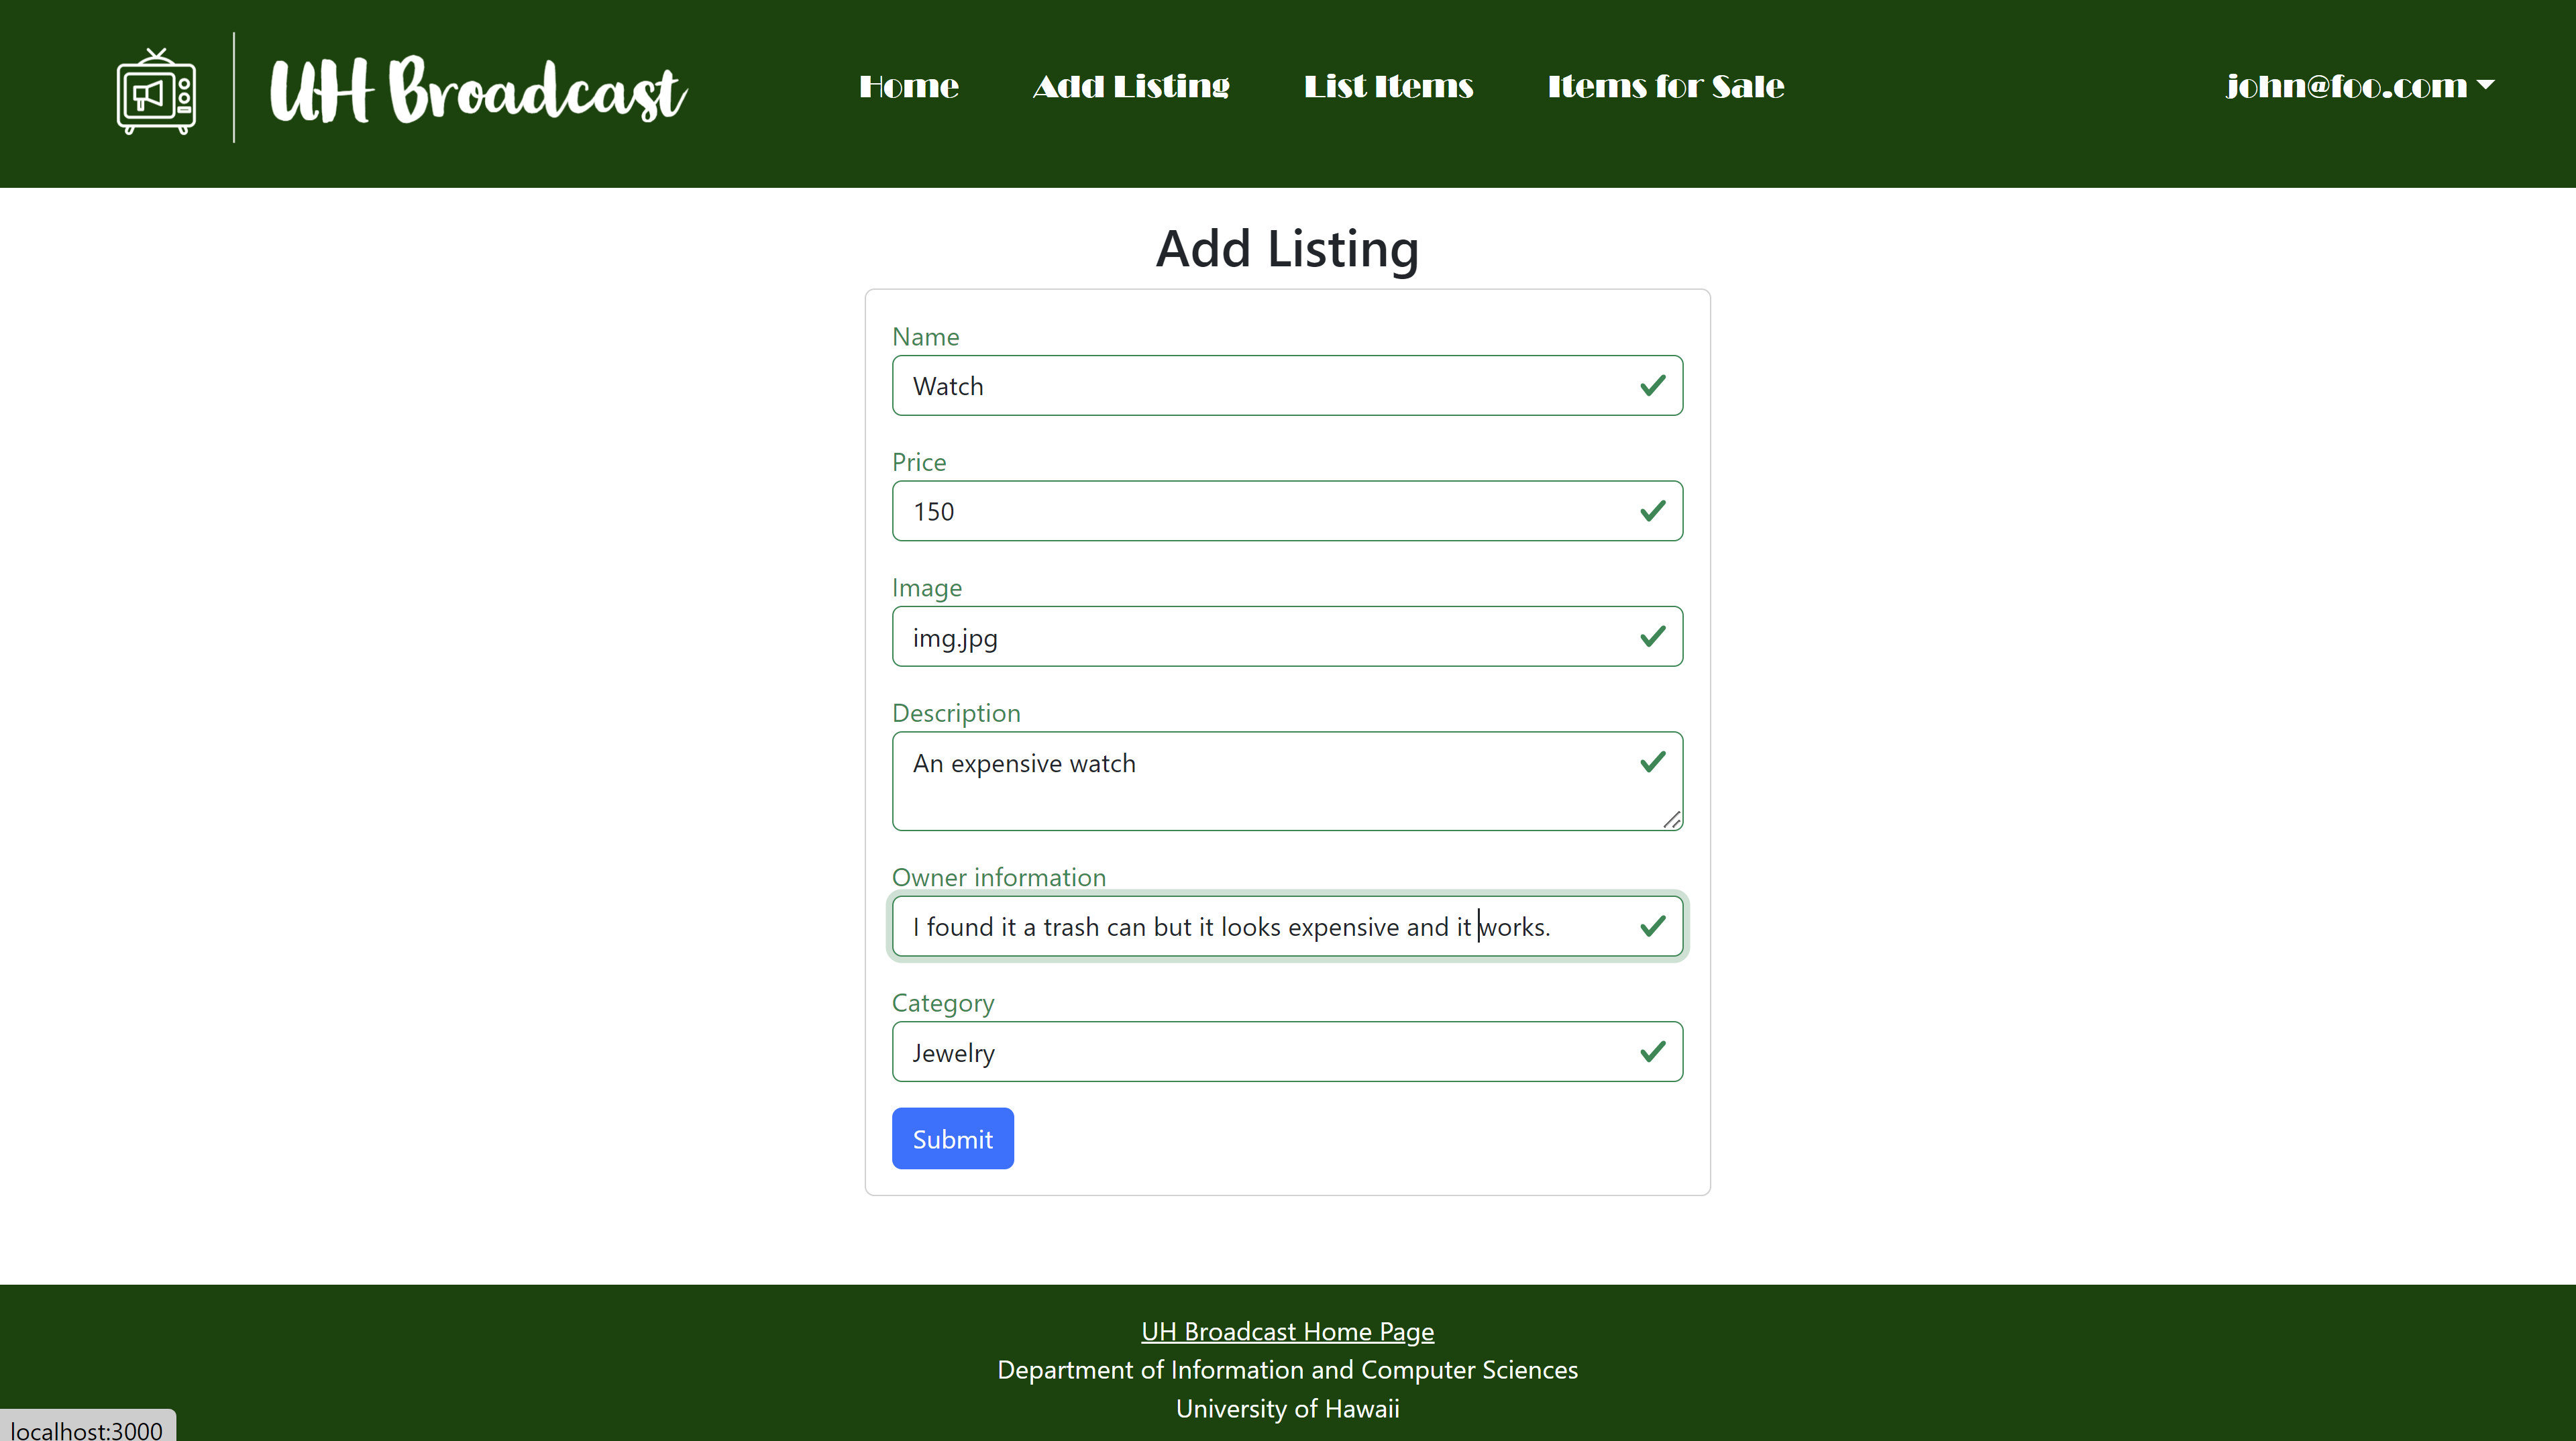 UH Broadcast
Home Add Listing List Items Items for Sale john@foo.com
Add Listing
Name
Watch
Price
150
Image
img.jpg
Description
An expensive watch
Owner information
I found it a trash can but it looks expensive and it works.
Category
Jewelry
Submit
UH Broadcast Home Page
Department of Information and Computer Sciences
University of Hawaii
localhost:3000